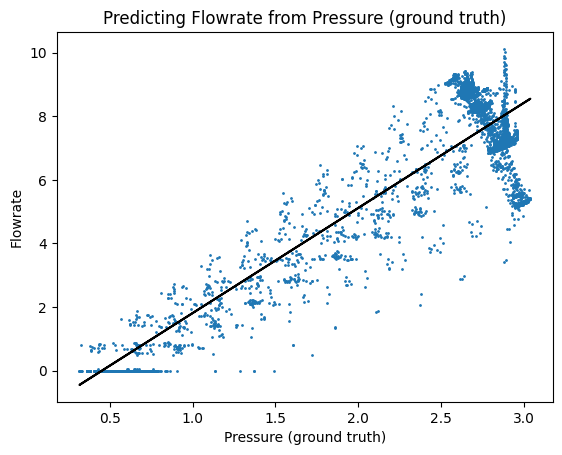 Predicting Flowrate from Pressure (ground truth)
10
8
6
4
2
0
Flowrate
0.5 1.0 1.5 2.0 2.5 3.0
Pressure (ground truth)